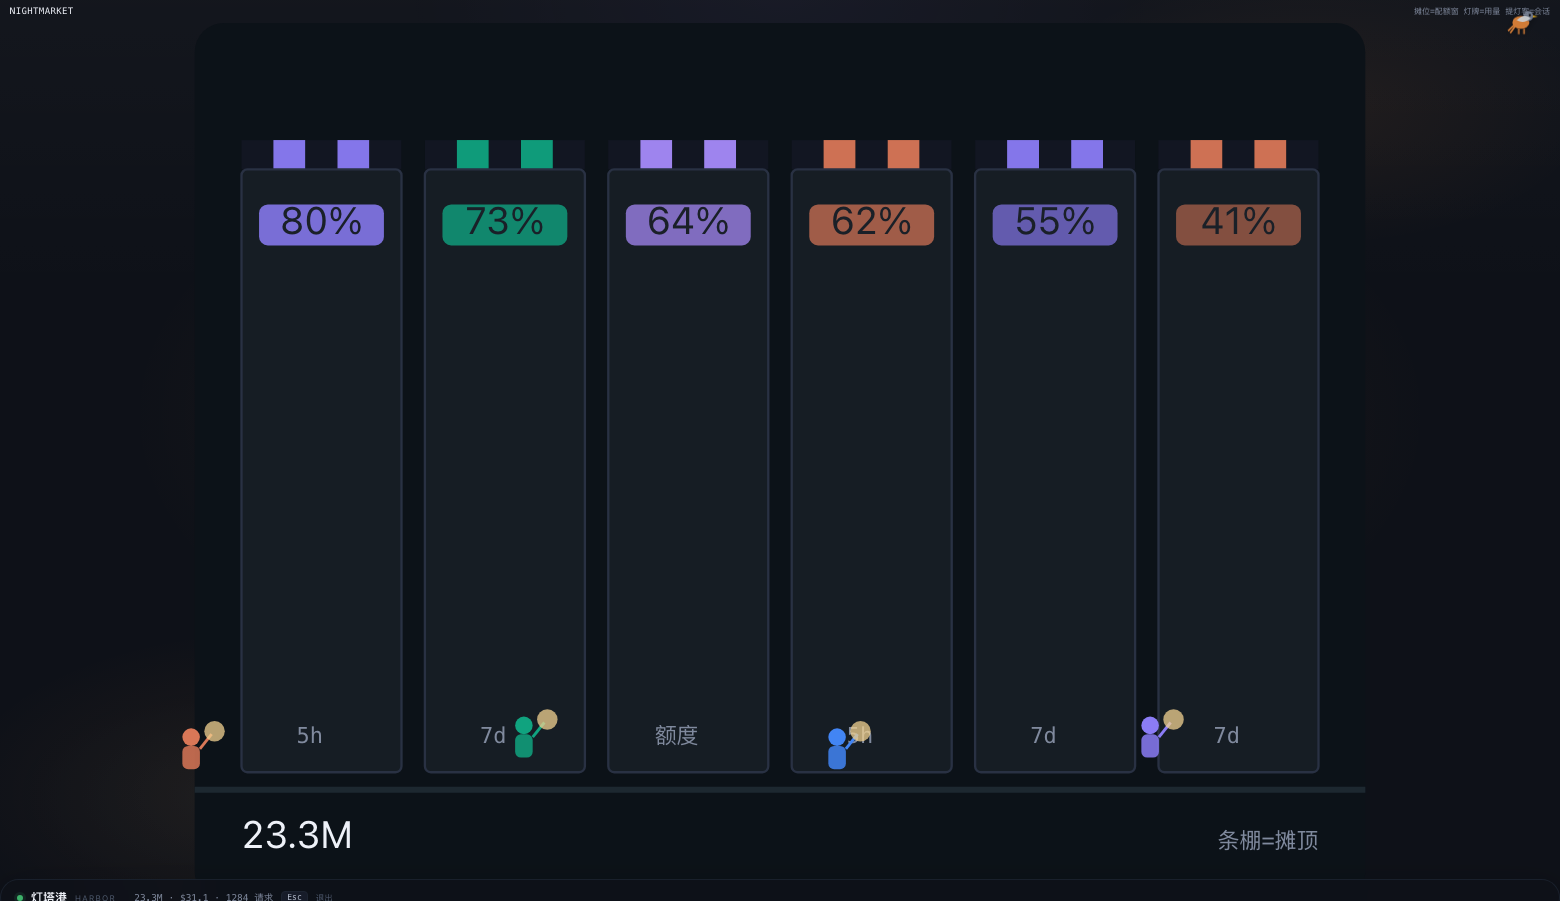 NIGHTMARKET
摊位=配额窗 灯牌=用量 提灯客=会话
80% 73% 64% 62% 55% 41%
5h 7d 额度 5h 7d 7d
23.3M 条棚=摊顶
灯塔港 HARBOR 23.3M · $31.1 · 1284 请求 Esc 退出